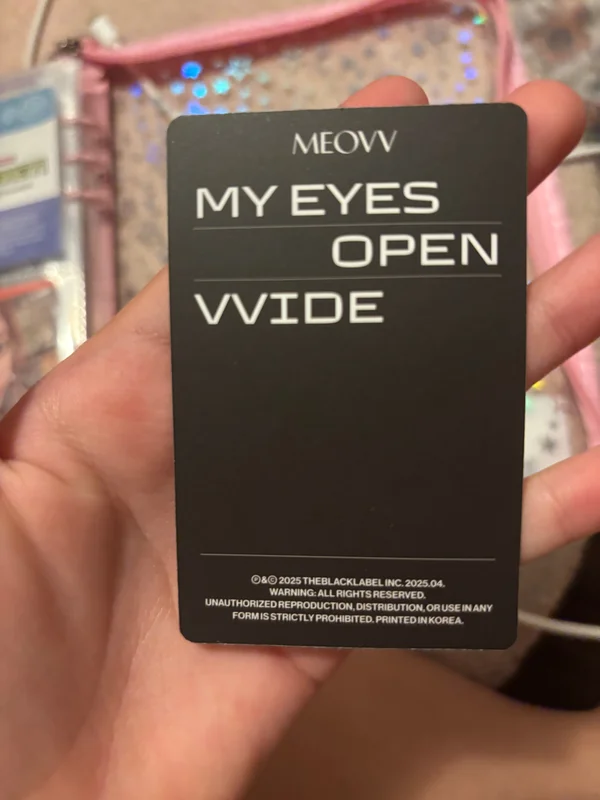 MEOVV
MY EYES
OPEN
VVIDE
℗&© 2025 THEBLACKLABEL INC. 2025.04.
WARNING: ALL RIGHTS RESERVED.
UNAUTHORIZED REPRODUCTION, DISTRIBUTION, OR USE IN ANY
FORM IS STRICTLY PROHIBITED. PRINTED IN KOREA.